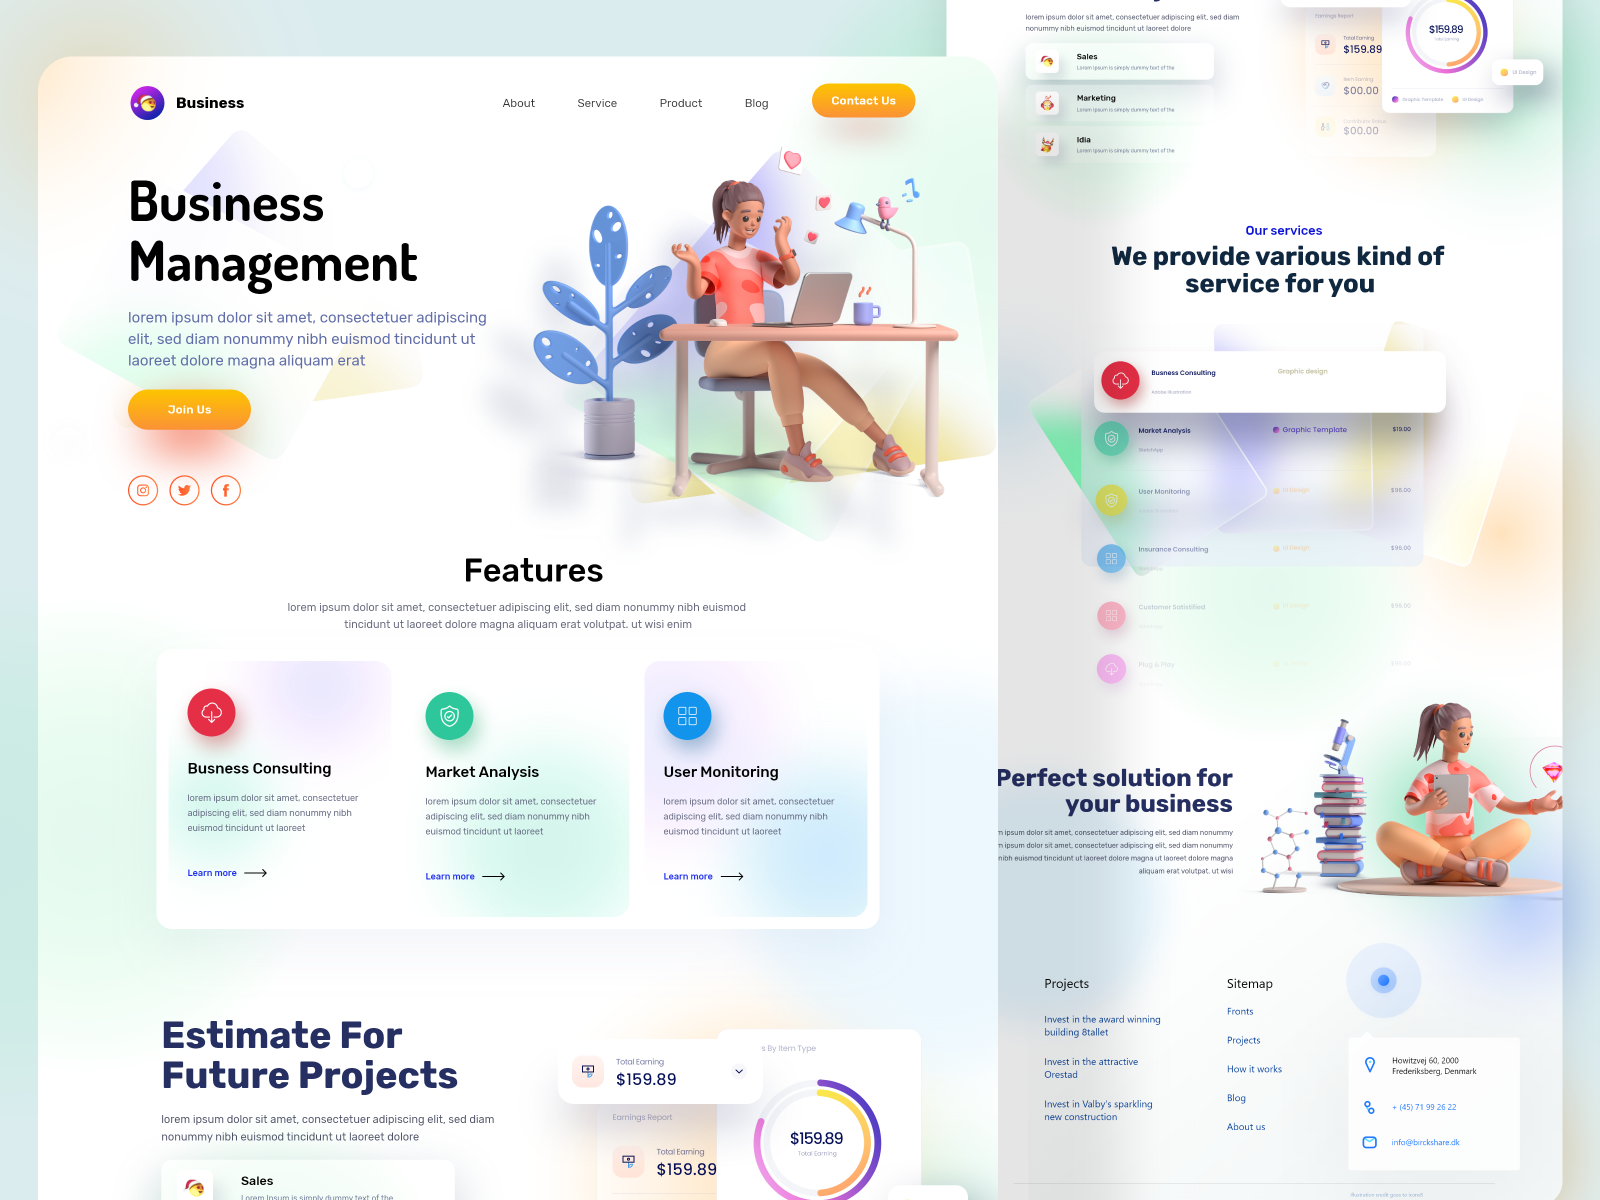 Business
About
Service
Product
Blog
Contact Us
Business
Management
lorem ipsum dolor sit amet, consectetuer adipiscing
elit, sed diam nonummy nibh euismod tincidunt ut
laoreet dolore magna aliquam erat
Join Us
Features
lorem ipsum dolor sit amet, consectetuer adipiscing elit, sed diam nonummy nibh euismod
tincidunt ut laoreet dolore magna aliquam erat volutpat. ut wisi enim
Busness Consulting
lorem ipsum dolor sit amet, consectetuer
adipiscing elit, sed diam nonummy nibh
euismod tincidunt ut laoreet
Learn more
Market Analysis
lorem ipsum dolor sit amet, consectetuer
adipiscing elit, sed diam nonummy nibh
euismod tincidunt ut laoreet
Learn more
User Monitoring
lorem ipsum dolor sit amet, consectetuer
adipiscing elit, sed diam nonummy nibh
euismod tincidunt ut laoreet
Learn more
Estimate For
Future Projects
lorem ipsum dolor sit amet, consectetuer adipiscing elit, sed diam
nonummy nibh euismod tincidunt ut laoreet dolore
Sales
Lorem Ipsum is simply dummy text of the
Total Earning
$159.89
Earnings Report
Total Earning
$159.89
s By Item Type
$159.89
Total Earning
lorem ipsum dolor sit amet, consectetuer adipiscing elit, sed diam
nonummy nibh euismod tincidunt ut laoreet dolore
Sales
Lorem Ipsum is simply dummy text of the
Marketing
Lorem Ipsum is simply dummy text of the
Idia
Lorem Ipsum is simply dummy text of the
Earnings Report
Total Earning
$159.89
Item Earning
$00.00
$00.00
$159.89
Total Earning
Graphic Template
UI Design
UI Design
Our services
We provide various kind of
service for you
Busness Consulting
Graphic design
Adobe Illustration
Market Analysis
Graphic Template
$19.00
User Monitoring
UI Design
$98.00
Insurance Consulting
UI Design
$96.00
Customer Satistified
UI Design
$96.00
Plug & Play
Perfect solution for
your business
m ipsum dolor sit amet, consectetuer adipiscing elit, sed diam nonummy
m ipsum dolor sit amet, consectetuer adipiscing elit, sed diam nonummy
nibh euismod tincidunt ut laoreet dolore magna ut laoreet dolore magna
aliquam erat volutpat. ut wisi
Projects
Invest in the award winning
building 8tallet
Invest in the attractive
Orestad
Invest in Valby's sparkling
new construction
Sitemap
Fronts
Projects
How it works
Blog
About us
Howitzvej 60, 2000
Frederiksberg, Denmark
+ (45) 71 99 26 22
info@birckshare.dk